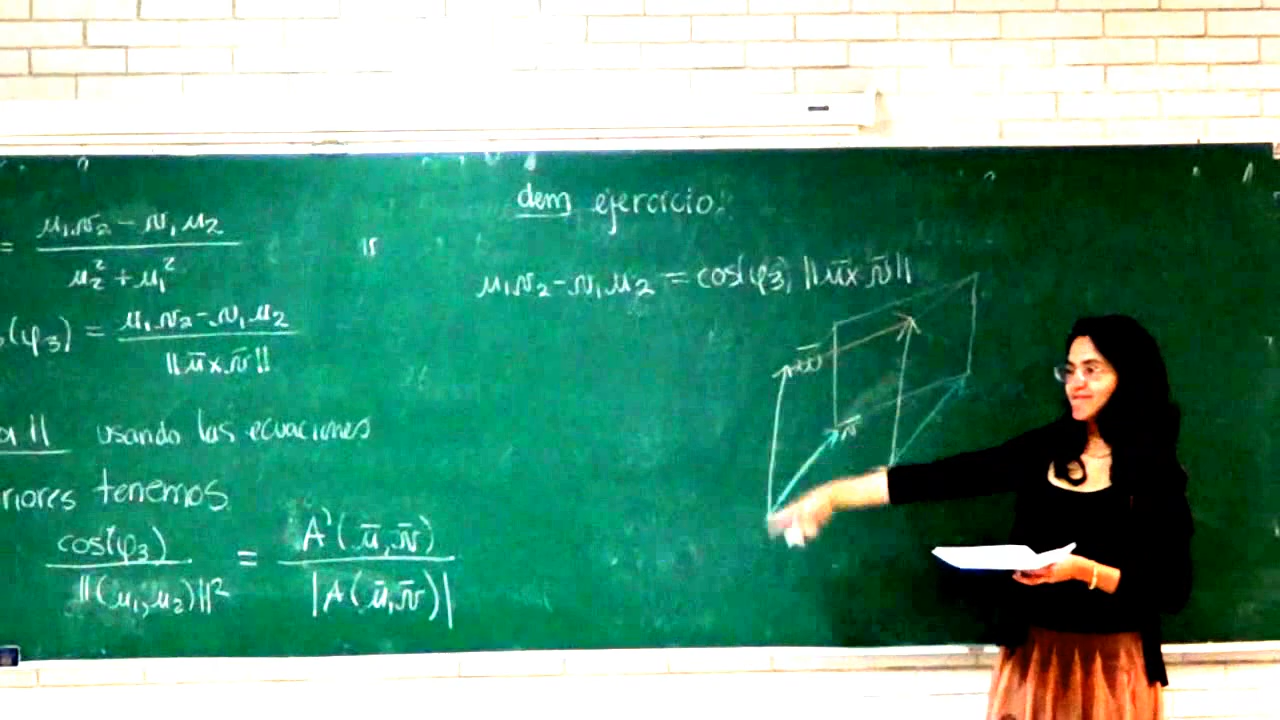 = u₁v₂ - v₁u₂ / u₂² + u₁²
(φ₃) = u₁v₂ - v₁u₂ / ||ū x v̄||
usando las ecuaciones
riores tenemos
cos(φ₃) / ||(u₁, u₂)||² = A'(ū, v̄) / |A(ū, v̄)|
dem ejercicio.
u₁v₂ - v₁u₂ = cos(φ₃) ||ū x v̄||
w̄
v̄